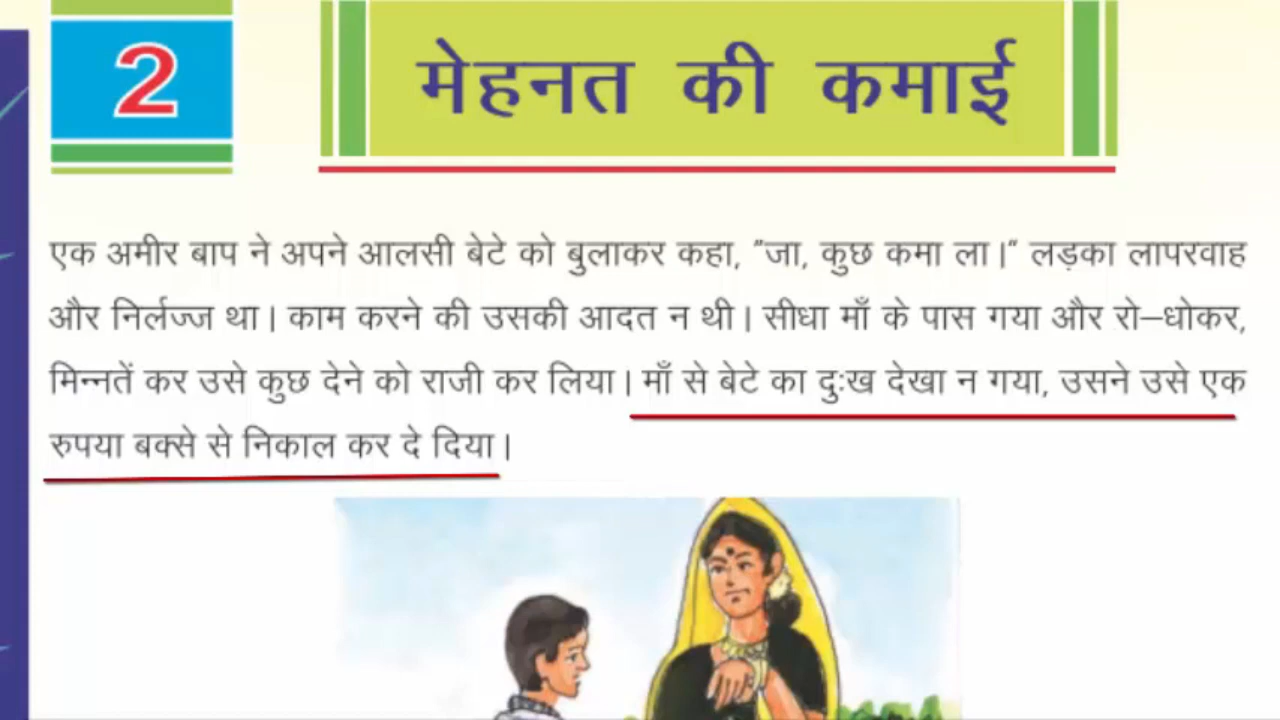 2
मेहनत की कमाई
एक अमीर बाप ने अपने आलसी बेटे को बुलाकर कहा, "जा, कुछ कमा ला।" लड़का लापरवाह
और निर्लज्ज था। काम करने की उसकी आदत न थी। सीधा माँ के पास गया और रो–धोकर,
मिन्नतें कर उसे कुछ देने को राजी कर लिया। माँ से बेटे का दुःख देखा न गया, उसने उसे एक
रुपया बक्से से निकाल कर दे दिया।